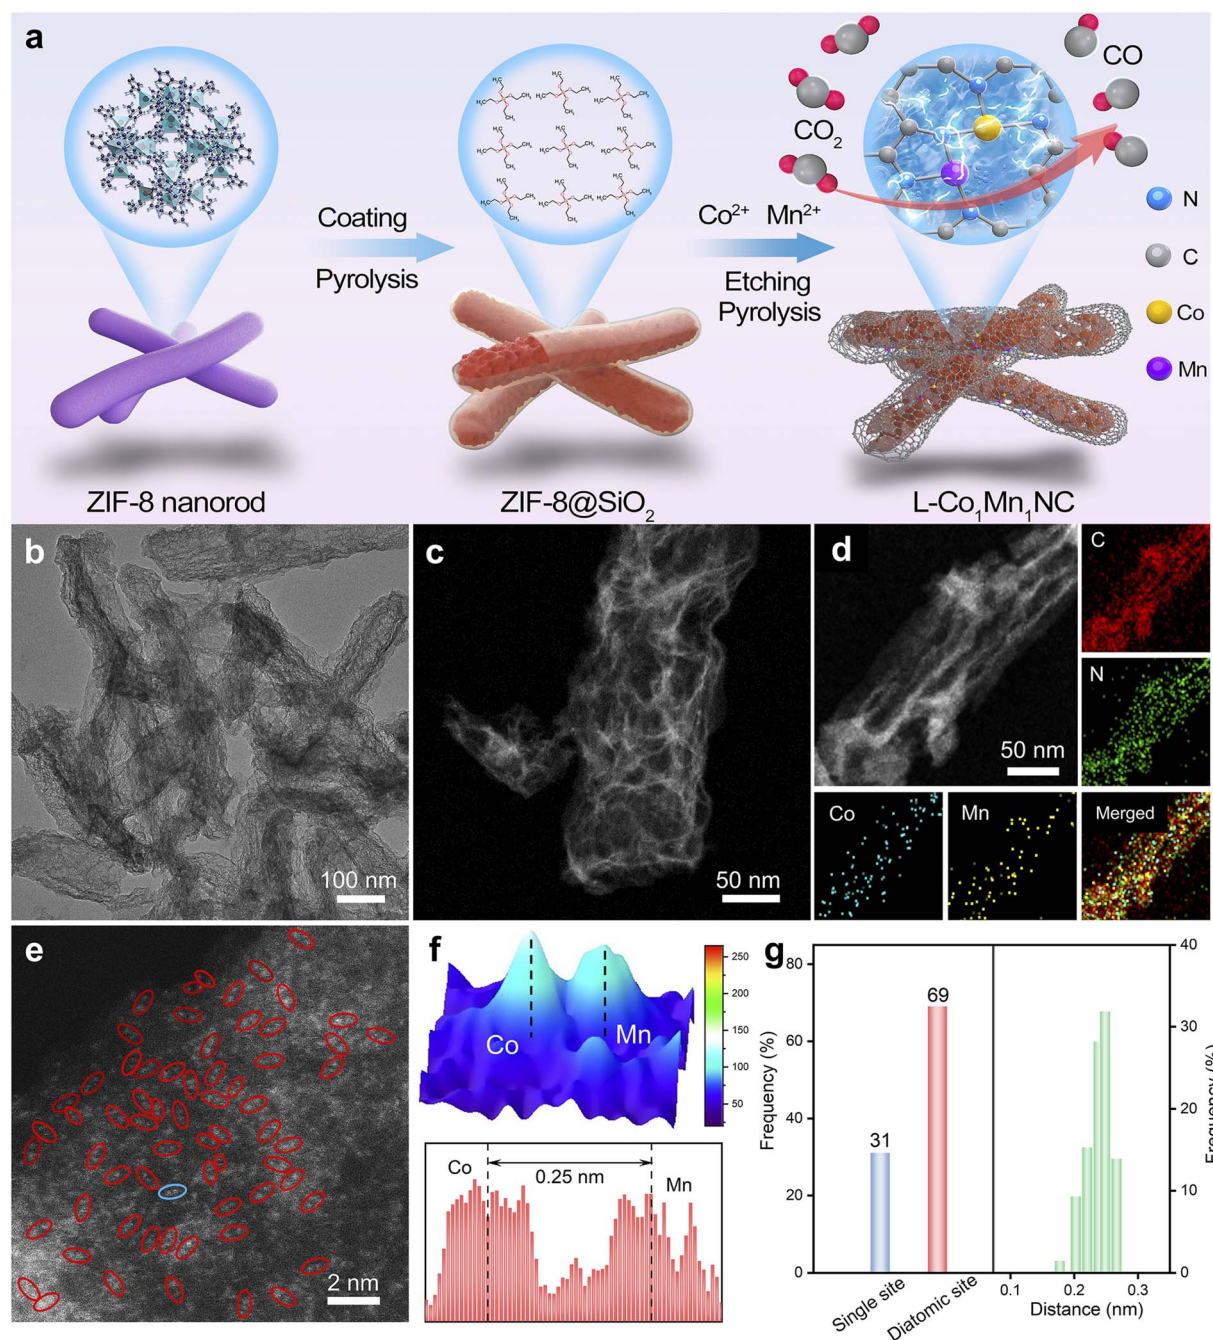 a
CO₂
CO
Coating
Pyrolysis
Co²⁺ Mn²⁺
Etching
Pyrolysis
N
C
Co
Mn
ZIF-8 nanorod
ZIF-8@SiO₂
L-Co₁Mn₁NC
b
100 nm
c
50 nm
d
50 nm
C
N
Co
Mn
Merged
e
2 nm
f
Co
Mn
250
200
150
100
50
Co
0.25 nm
Mn
g
Frequency (%)
80
60
40
20
0
31
69
Single site
Diatomic site
0.1
0.2
0.3
Distance (nm)
40
30
20
10
0
Frequency (%)